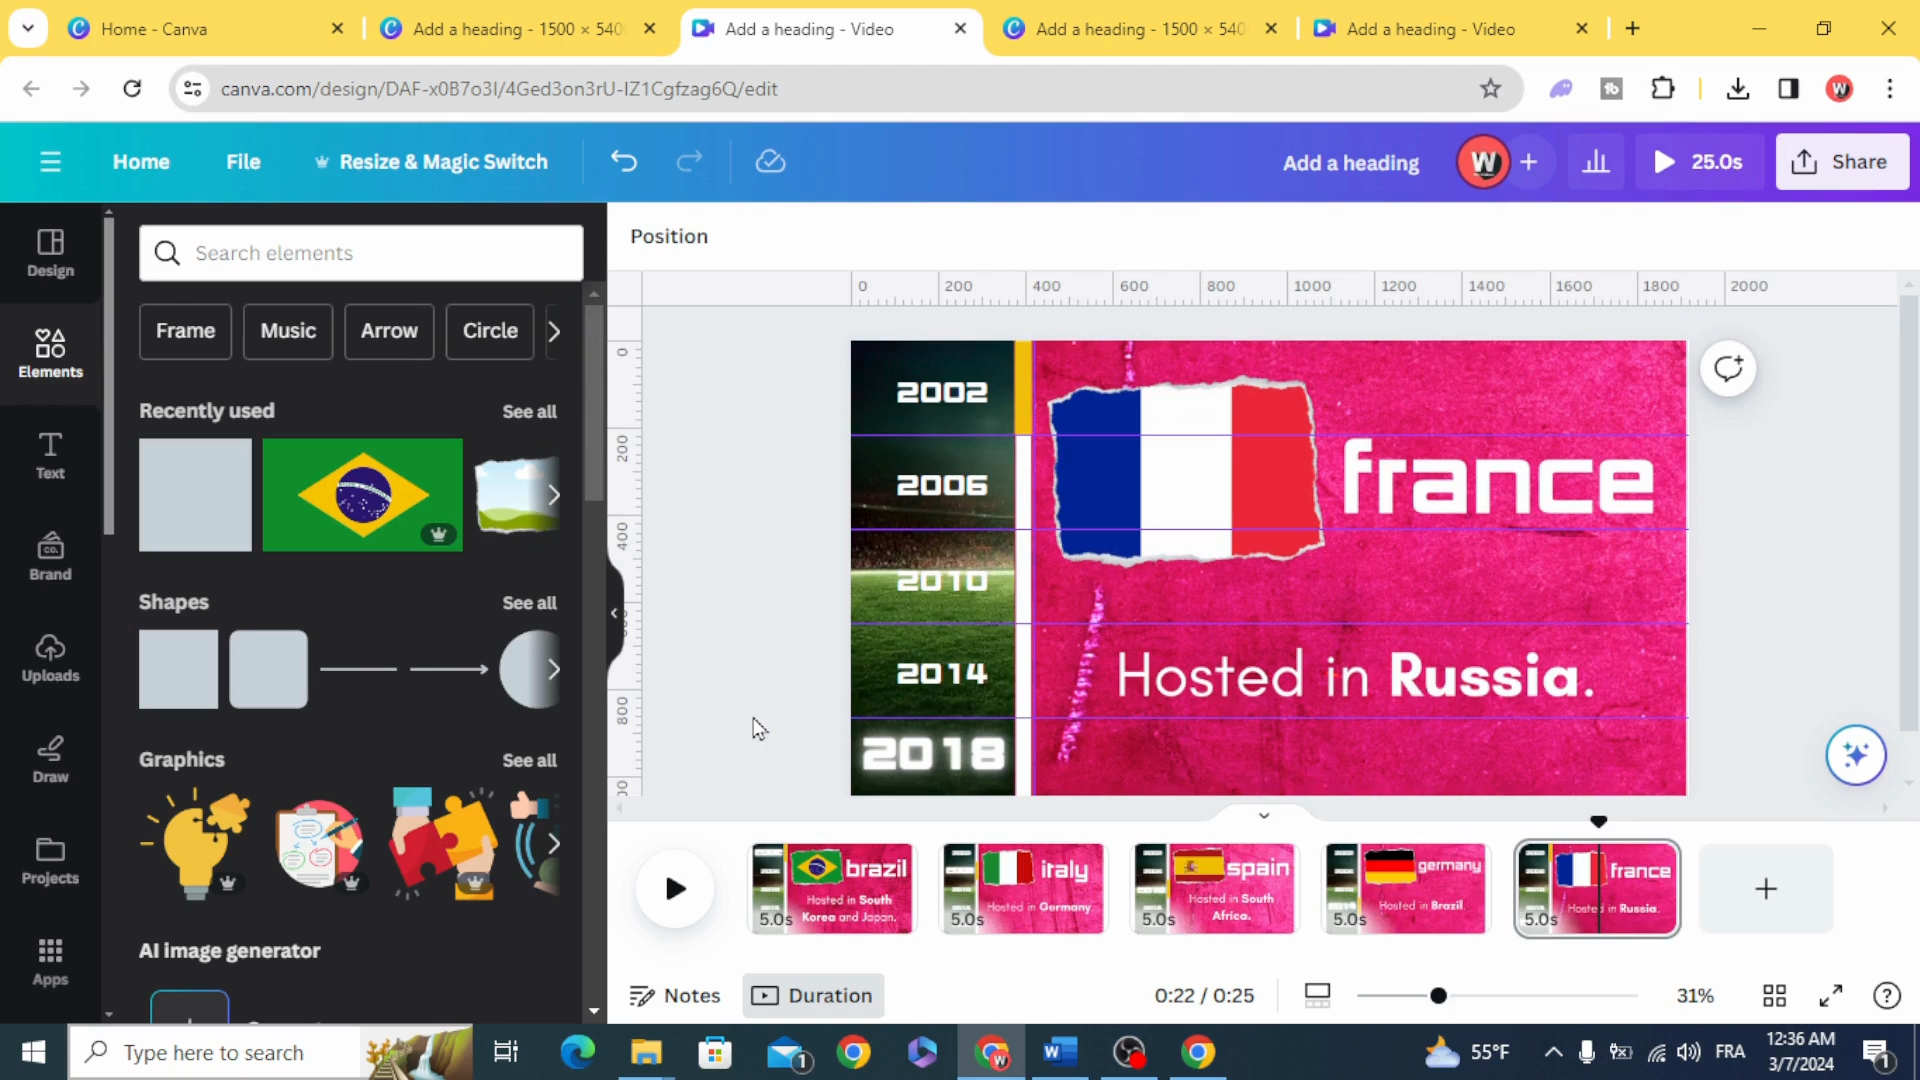 Home - Canva
Add a heading - 1500 × 540
Add a heading - Video
Add a heading - 1500 × 540
Add a heading - Video
canva.com/design/DAF-x0B7o3I/4Ged3on3rU-IZ1Cgfzag6Q/edit
Home
File
Resize & Magic Switch
Add a heading
W
25.0s
Share
Design
Elements
Text
Brand
Uploads
Draw
Projects
Apps
Search elements
Frame
Music
Arrow
Circle
Recently used
See all
Shapes
See all
Graphics
See all
AI image generator
Position
0 200 400 600 800 1000 1200 1400 1600 1800 2000
0
200
400
800
2002
2006
2010
2014
2018
france
Hosted in Russia.
brazil
Hosted in South
Korea and Japan.
5.0s
italy
Hosted in Germany.
5.0s
spain
Hosted in South
Africa.
5.0s
germany
Hosted in Brazil.
5.0s
france
Hosted in Russia.
5.0s
Notes
Duration
0:22 / 0:25
31%
Type here to search
55°F
FRA
12:36 AM
3/7/2024